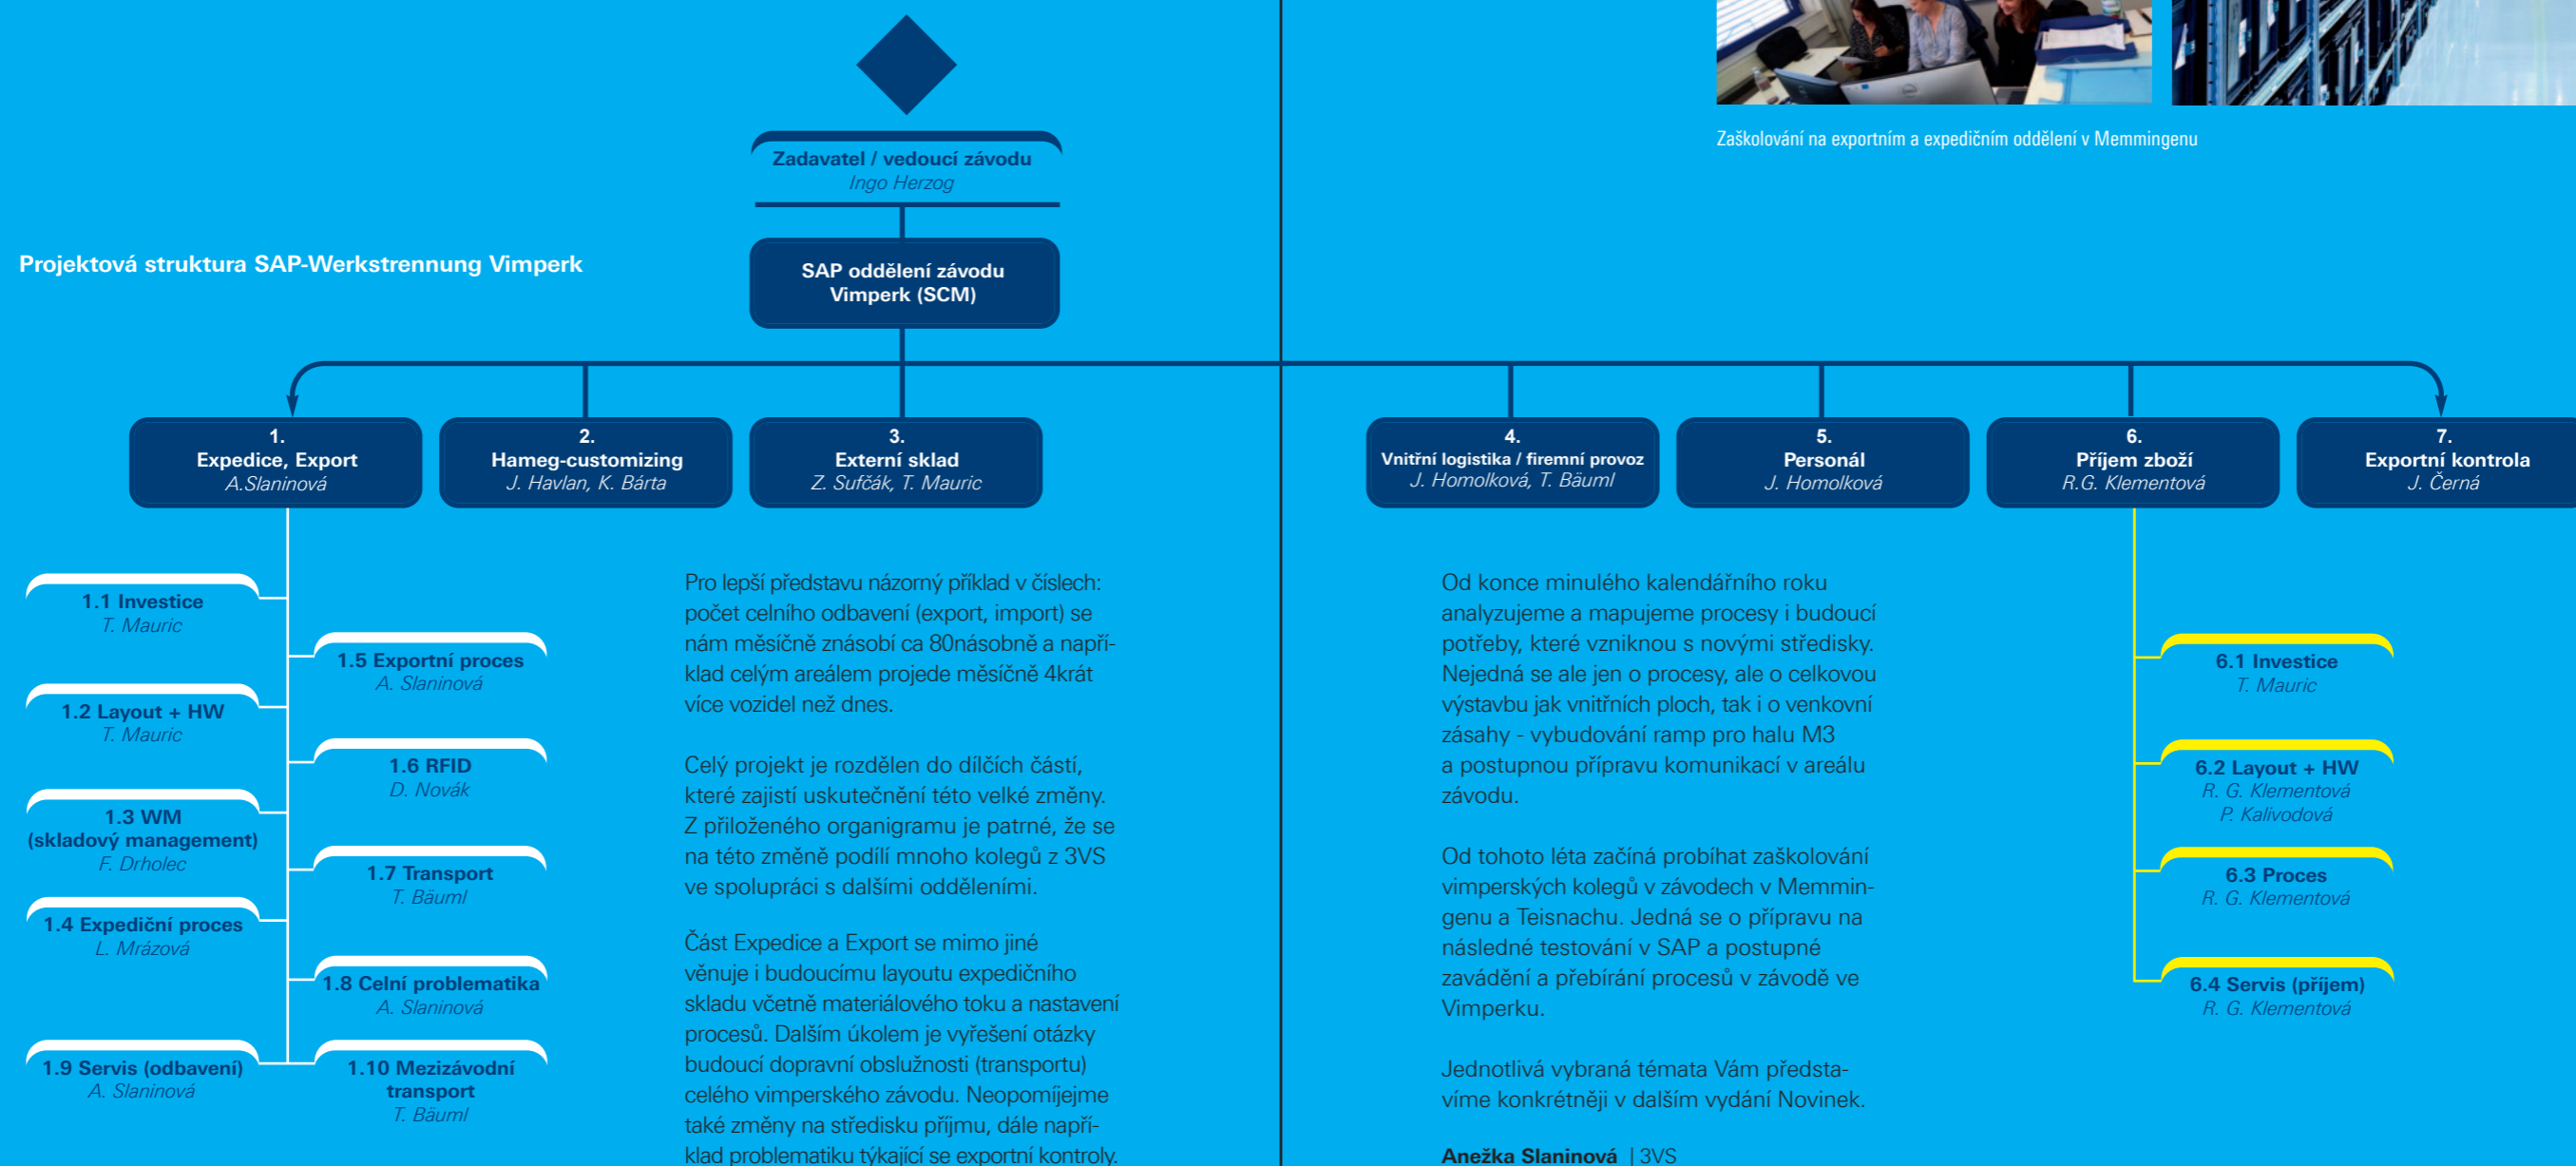 Zaškolování na exportním a expedičním oddělení v Memmingenu
Zadavatel / vedoucí závodu
Ingo Herzog
Projektová struktura SAP-Werkstrennung Vimperk
SAP oddělení závodu
Vimperk (SCM)
1.
Expedice, Export
A.Slaninová
2.
Hameg-customizing
J. Havlan, K. Bárta
3.
Externí sklad
Z. Sufčák, T. Mauric
4.
Vnitřní logistika / firemní provoz
J. Homolková, T. Bäuml
5.
Personál
J. Homolková
6.
Příjem zboží
R.G. Klementová
7.
Exportní kontrola
J. Černá
1.1 Investice
T. Mauric
1.2 Layout + HW
T. Mauric
1.3 WM
(skladový management)
F. Drholec
1.4 Expediční proces
L. Mrázová
1.5 Exportní proces
A. Slaninová
1.6 RFID
D. Novák
1.7 Transport
T. Bäuml
1.8 Celní problematika
A. Slaninová
1.9 Servis (odbavení)
A. Slaninová
1.10 Mezizávodní
transport
T. Bäuml
Pro lepší představu názorný příklad v číslech:
počet celního odbavení (export, import) se
nám měsíčně znásobí ca 80násobně a napří-
klad celým areálem projede měsíčně 4krát
více vozidel než dnes.
Celý projekt je rozdělen do dílčích částí,
které zajistí uskutečnění této velké změny.
Z přiloženého organigramu je patrné, že se
na této změně podílí mnoho kolegů z 3VS
ve spolupráci s dalšími odděleními.
Část Expedice a Export se mimo jiné
věnuje i budoucímu layoutu expedičního
skladu včetně materiálového toku a nastavení
procesů. Dalším úkolem je vyřešení otázky
budoucí dopravní obslužnosti (transportu)
celého vimperského závodu. Neopomíjejme
také změny na středisku příjmu, dále napří-
klad problematiku týkající se exportní kontroly.
Od konce minulého kalendářního roku
analyzujeme a mapujeme procesy i budoucí
potřeby, které vzniknou s novými středisky.
Nejedná se ale jen o procesy, ale o celkovou
výstavbu jak vnitřních ploch, tak i o venkovní
zásahy - vybudování ramp pro halu M3
a postupnou přípravu komunikací v areálu
závodu.
Od tohoto léta začíná probíhat zaškolování
vimperských kolegů v závodech v Memmin-
genu a Teisnachu. Jedná se o přípravu na
následné testování v SAP a postupné
zavádění a přebírání procesů v závodě ve
Vimperku.
Jednotlivá vybraná témata Vám předsta-
víme konkrétněji v dalším vydání Novinek.
Anežka Slaninová | 3VS
6.1 Investice
T. Mauric
6.2 Layout + HW
R. G. Klementová
P. Kalivodová
6.3 Proces
R. G. Klementová
6.4 Servis (příjem)
R. G. Klementová